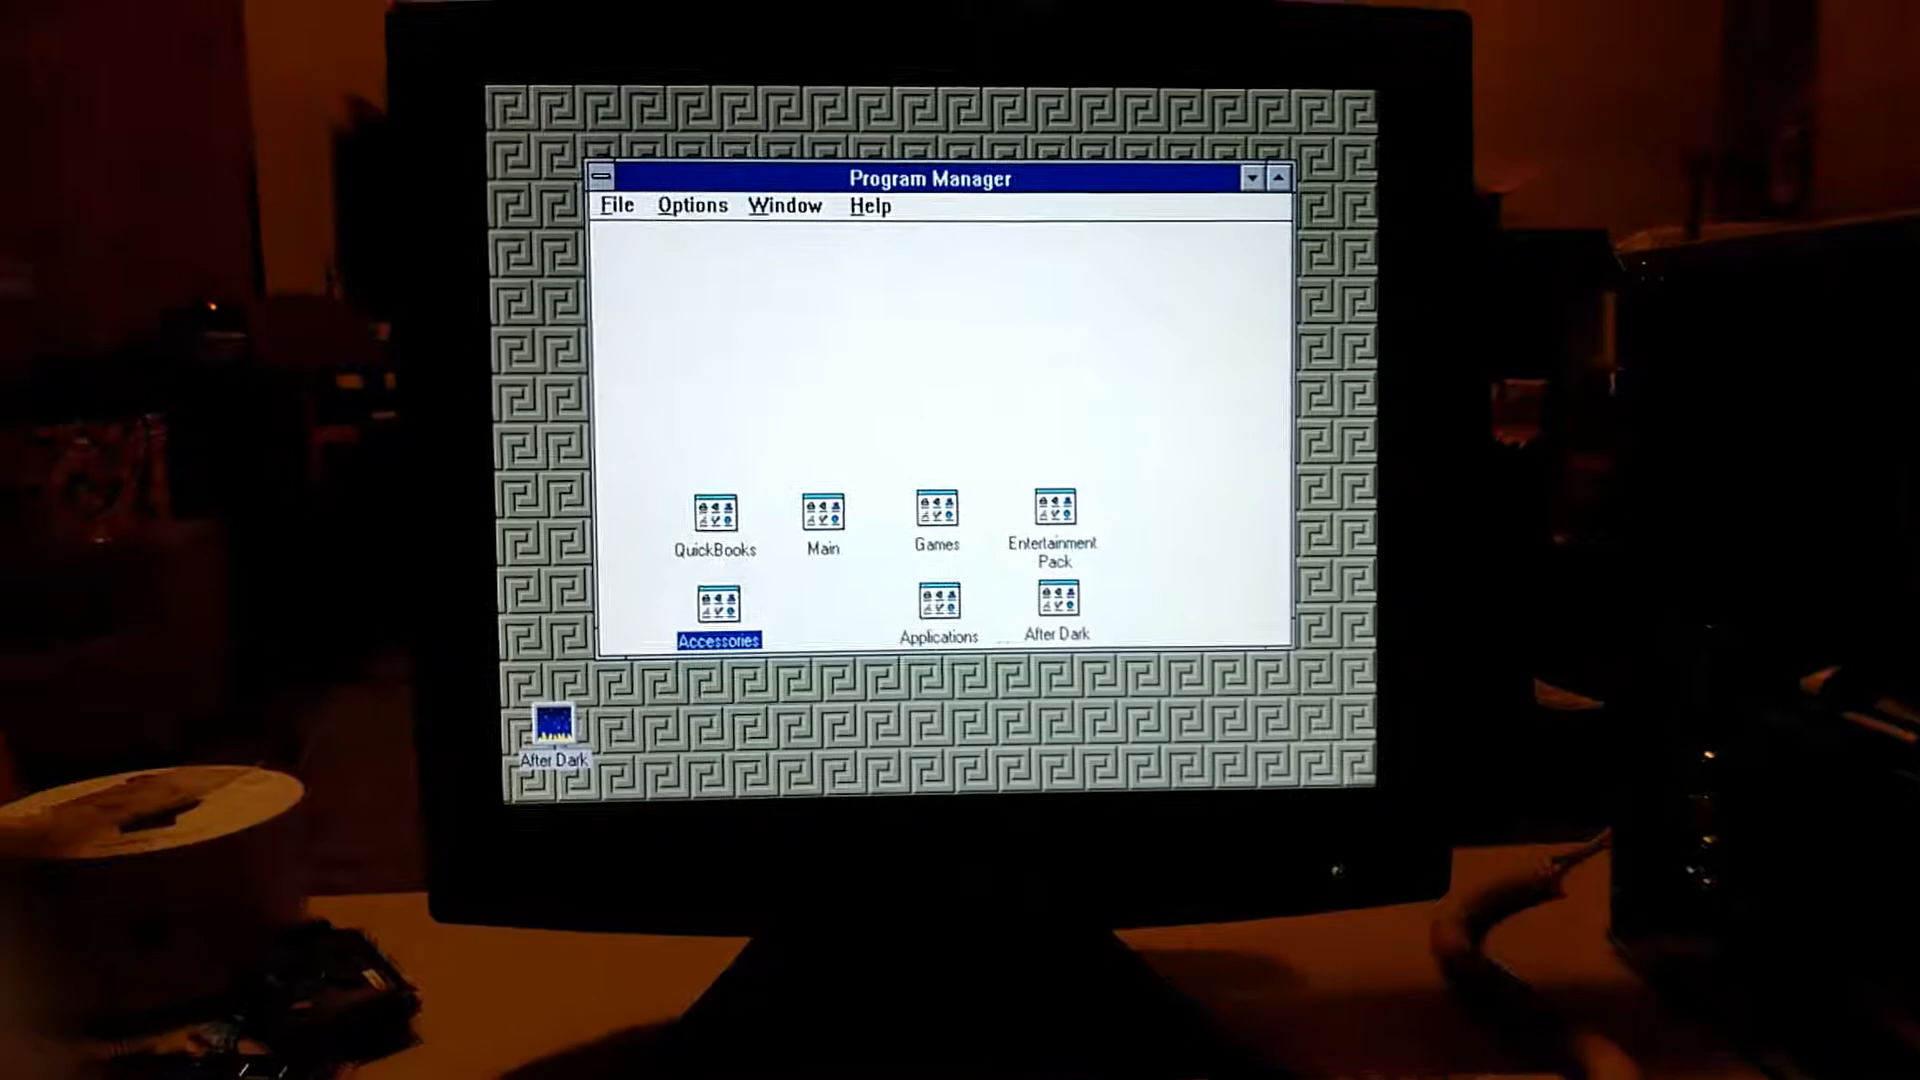 Program Manager
File Options Window Help
QuickBooks
Main
Games
Entertainment
Pack
Accessories
Applications
After Dark
After Dark